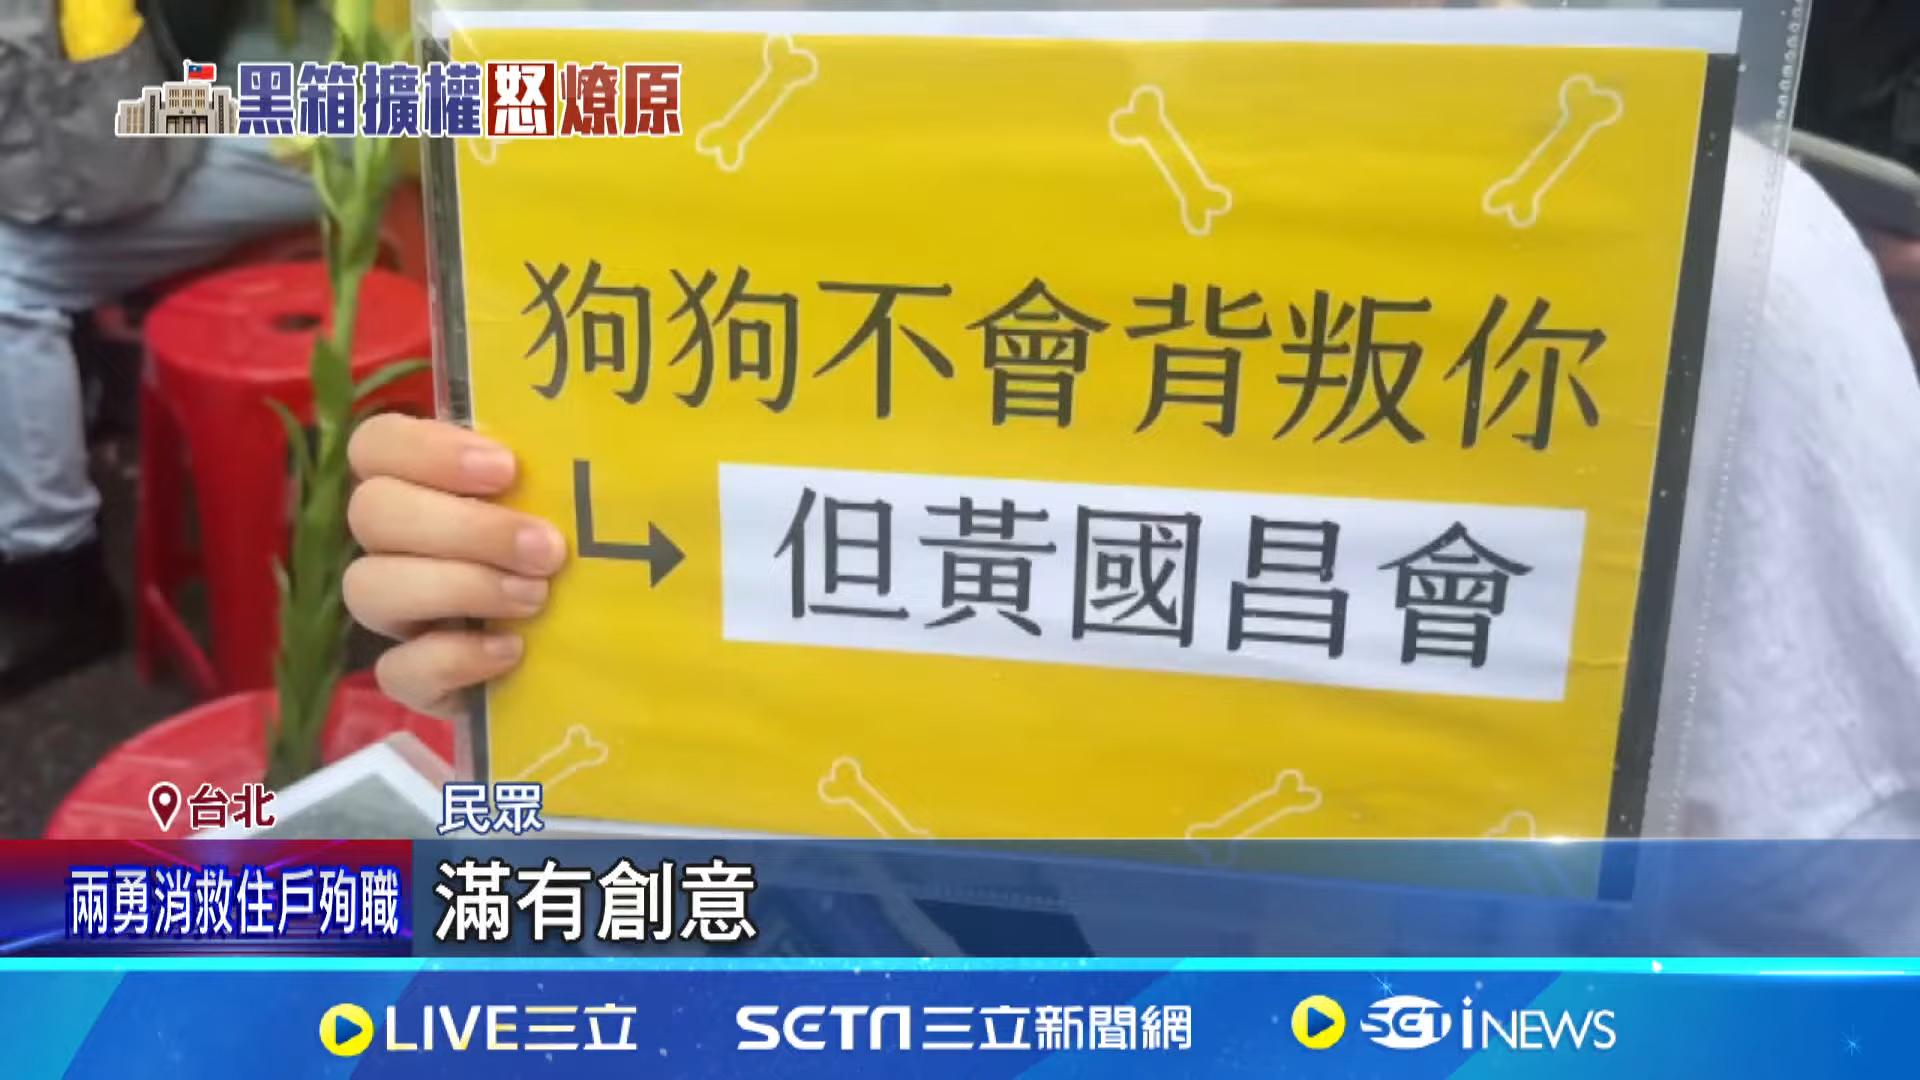 黑箱擴權怒燎原
狗狗不會背叛你
但黃國昌會
台北
民眾
兩勇消救住戶殉職
滿有創意
LIVE三立
SETN三立新聞網
SETiNEWS